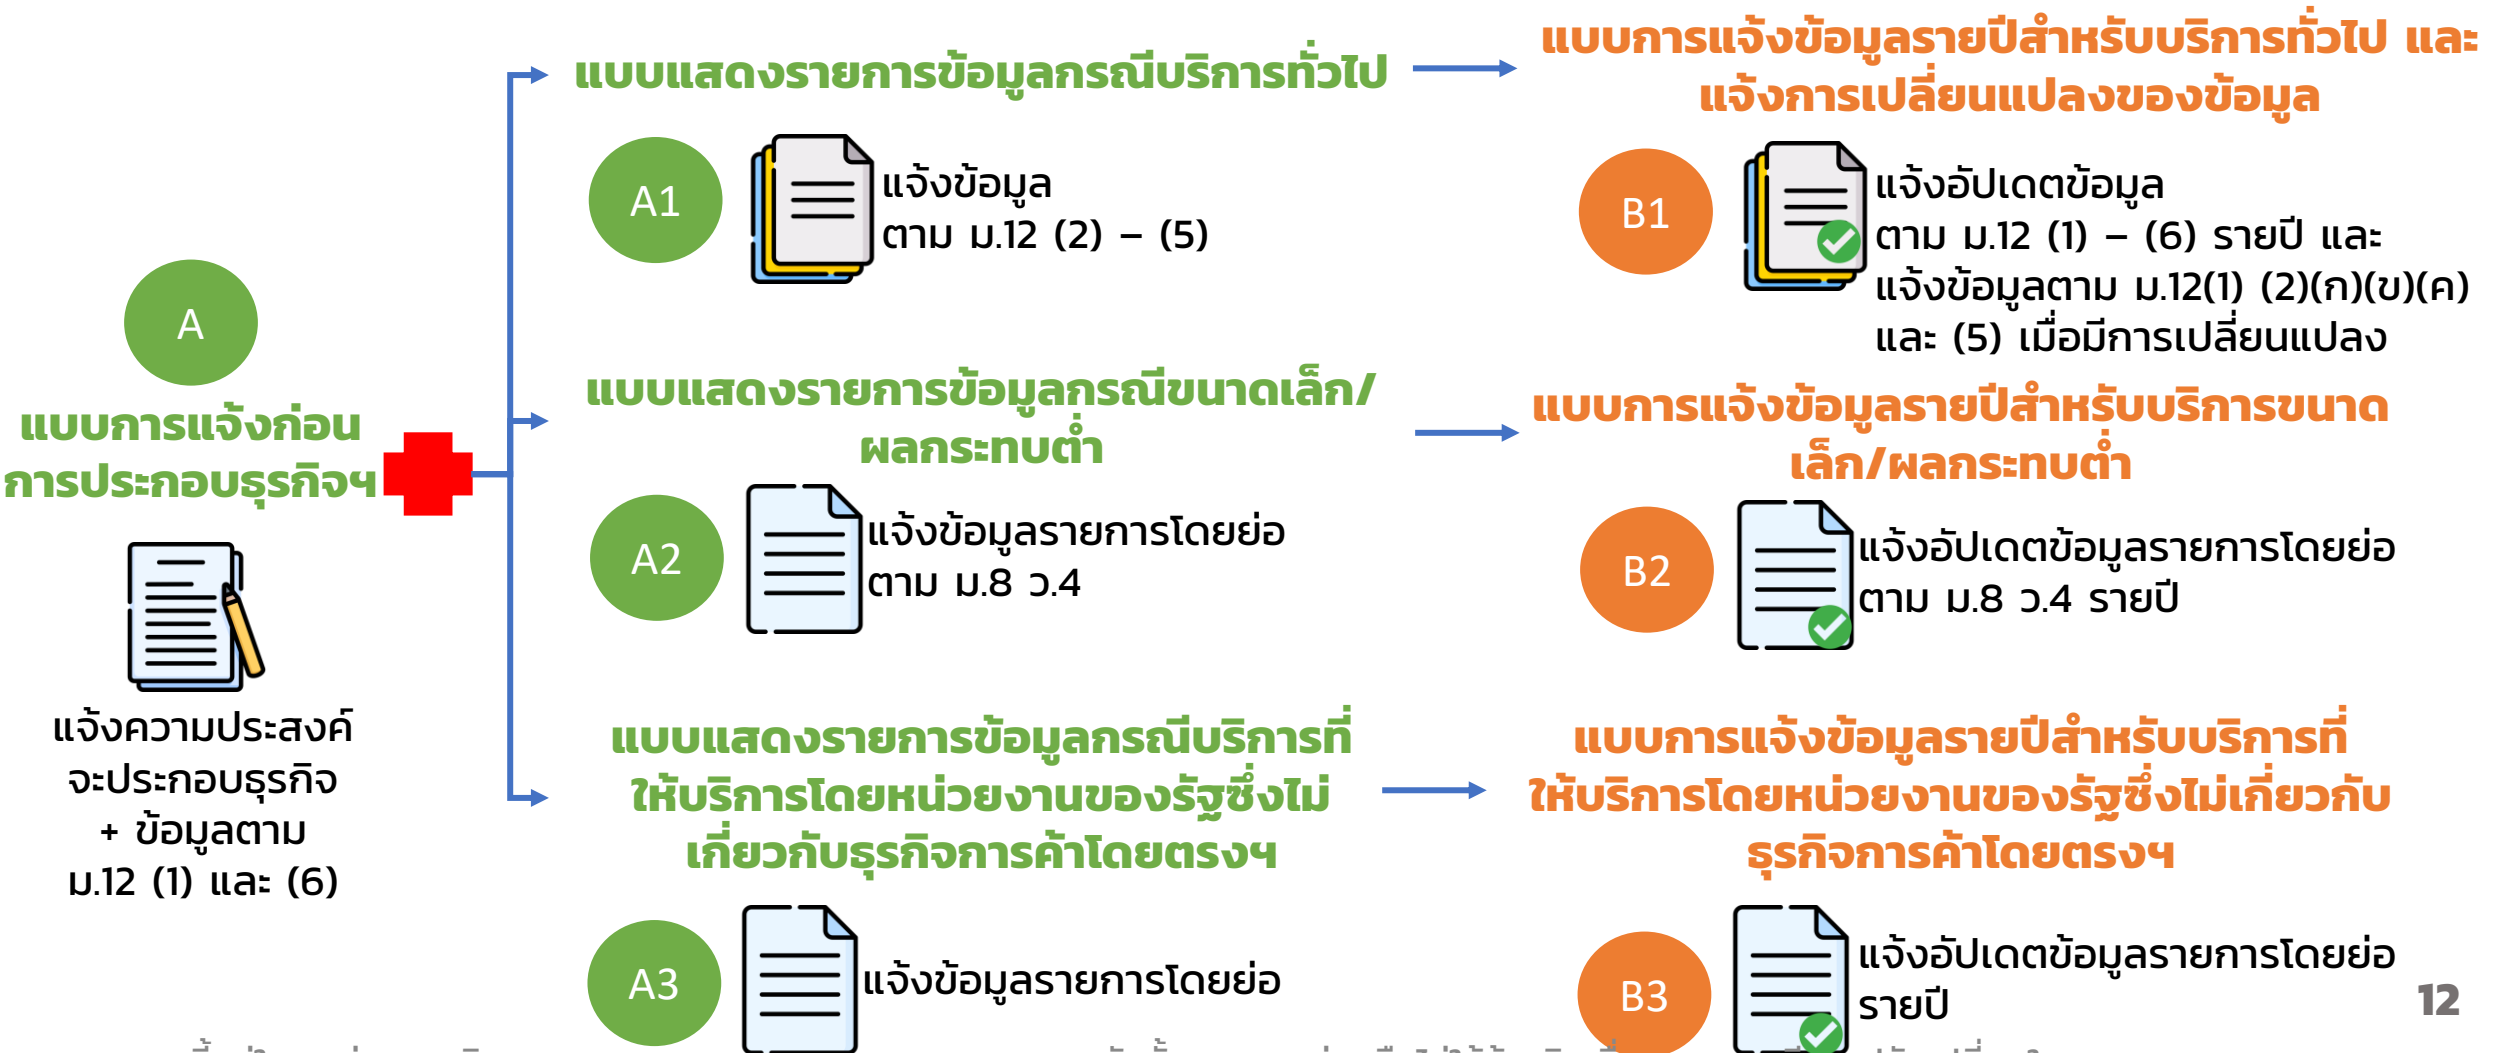 A
แบบการแจ้งก่อน
การประกอบธุรกิจฯ
แจ้งความประสงค์
จะประกอบธุรกิจ
+ ข้อมูลตาม
ม.12 (1) และ (6)
แบบแสดงรายการข้อมูลกรณีบริการทั่วไป
A1
แจ้งข้อมูล
ตาม ม.12 (2) – (5)
แบบการแจ้งข้อมูลรายปีสำหรับบริการทั่วไป และ
แจ้งการเปลี่ยนแปลงของข้อมูล
B1
แจ้งอัปเดตข้อมูล
ตาม ม.12 (1) – (6) รายปี และ
แจ้งข้อมูลตาม ม.12(1) (2)(ก)(ข)(ค)
และ (5) เมื่อมีการเปลี่ยนแปลง
แบบแสดงรายการข้อมูลกรณีขนาดเล็ก/
ผลกระทบต่ำ
A2
แจ้งข้อมูลรายการโดยย่อ
ตาม ม.8 ว.4
แบบการแจ้งข้อมูลรายปีสำหรับบริการขนาด
เล็ก/ผลกระทบต่ำ
B2
แจ้งอัปเดตข้อมูลรายการโดยย่อ
ตาม ม.8 ว.4 รายปี
แบบแสดงรายการข้อมูลกรณีบริการที่
ให้บริการโดยหน่วยงานของรัฐซึ่งไม่
เกี่ยวกับธุรกิจการค้าโดยตรงฯ
A3
แจ้งข้อมูลรายการโดยย่อ
แบบการแจ้งข้อมูลรายปีสำหรับบริการที่
ให้บริการโดยหน่วยงานของรัฐซึ่งไม่เกี่ยวกับ
ธุรกิจการค้าโดยตรงฯ
B3
แจ้งอัปเดตข้อมูลรายการโดยย่อ
รายปี
12